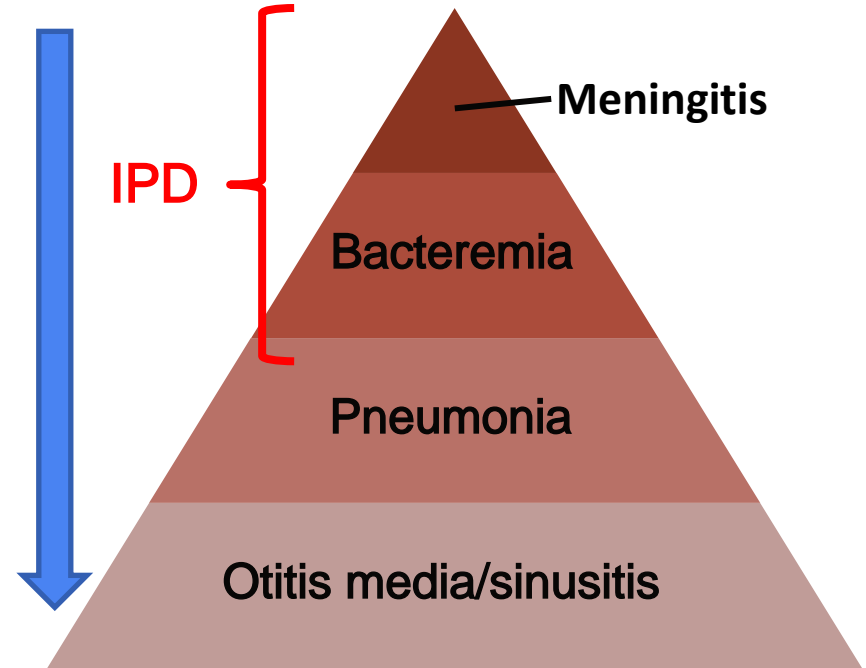 Meningitis
IPD
Bacteremia
Pneumonia
Otitis media/sinusitis